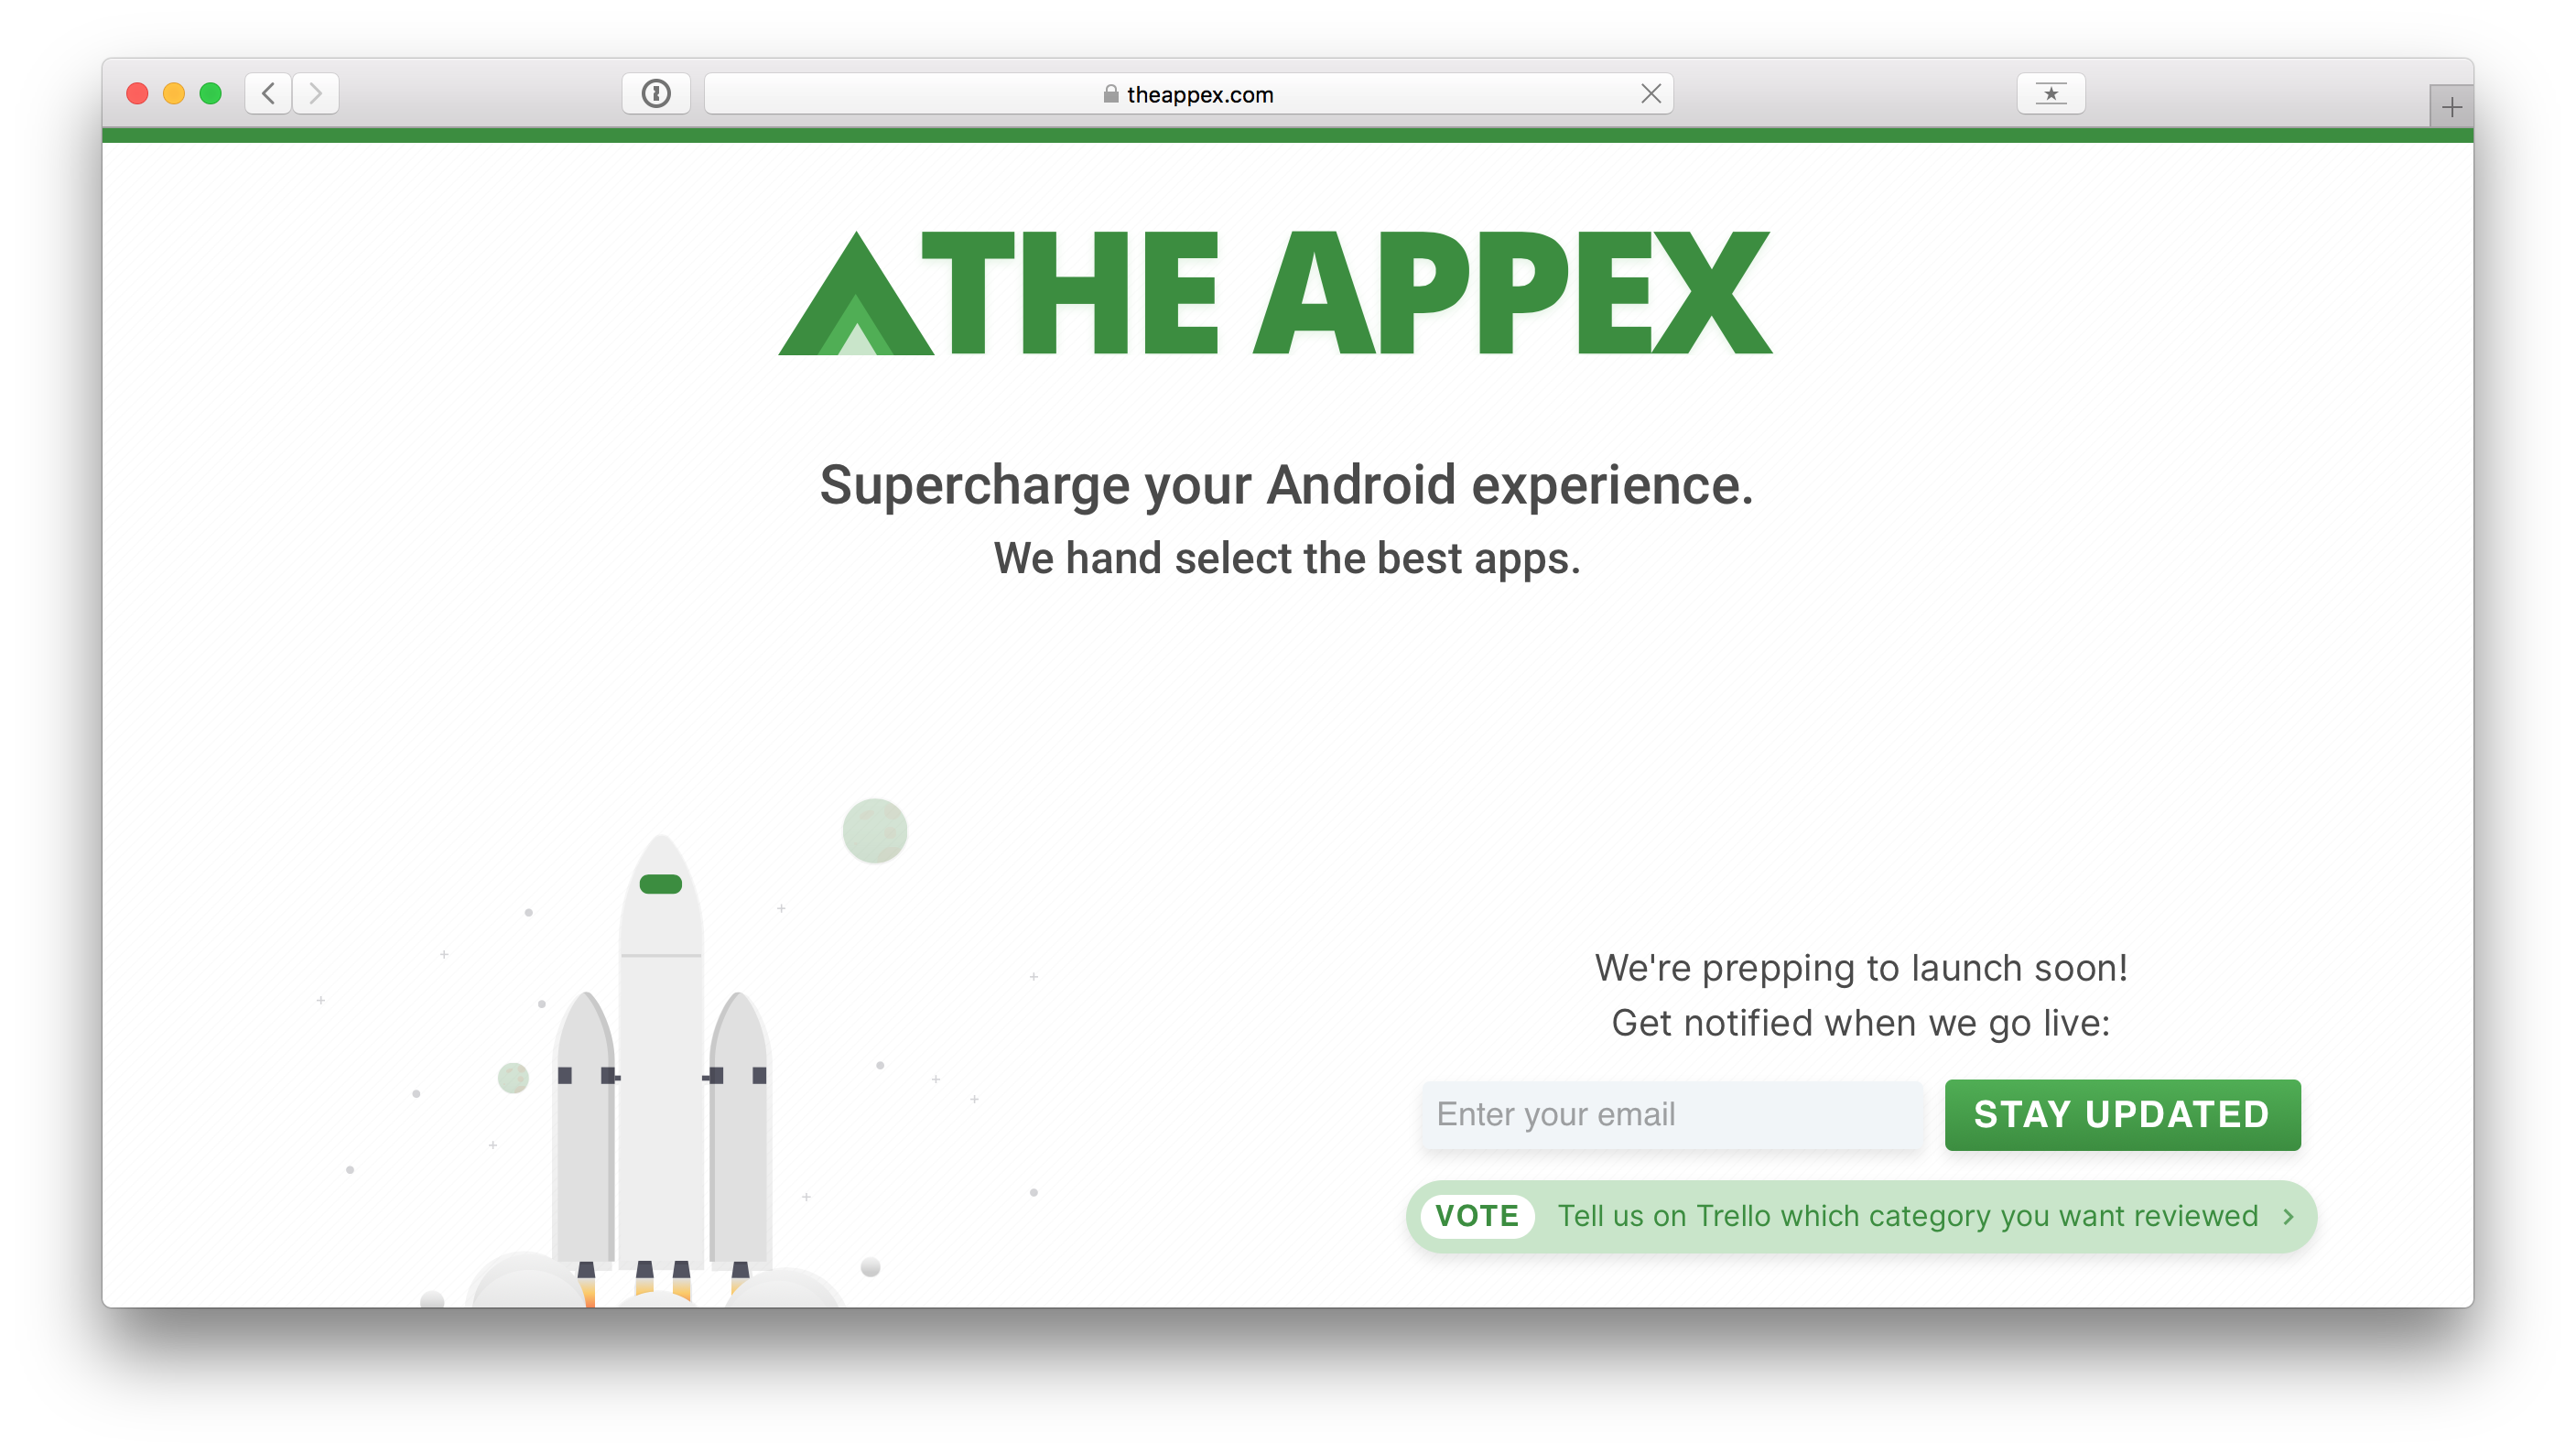 theappex.com
THE APPEX
Supercharge your Android experience.
We hand select the best apps.
We're prepping to launch soon!
Get notified when we go live:
Enter your email
STAY UPDATED
VOTE Tell us on Trello which category you want reviewed